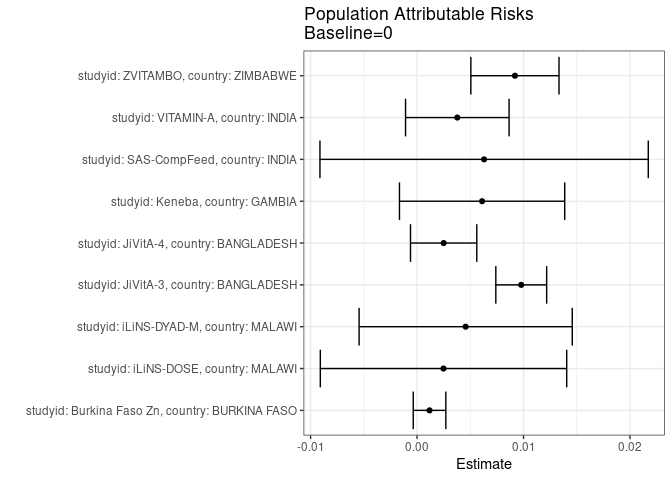 Population Attributable Risks
Baseline=0
studyid: ZVITAMBO, country: ZIMBABWE
studyid: VITAMIN-A, country: INDIA
studyid: SAS-CompFeed, country: INDIA
studyid: Keneba, country: GAMBIA
studyid: JiVitA-4, country: BANGLADESH
studyid: JiVitA-3, country: BANGLADESH
studyid: iLiNS-DYAD-M, country: MALAWI
studyid: iLiNS-DOSE, country: MALAWI
studyid: Burkina Faso Zn, country: BURKINA FASO
-0.01 0.00 0.01 0.02
Estimate